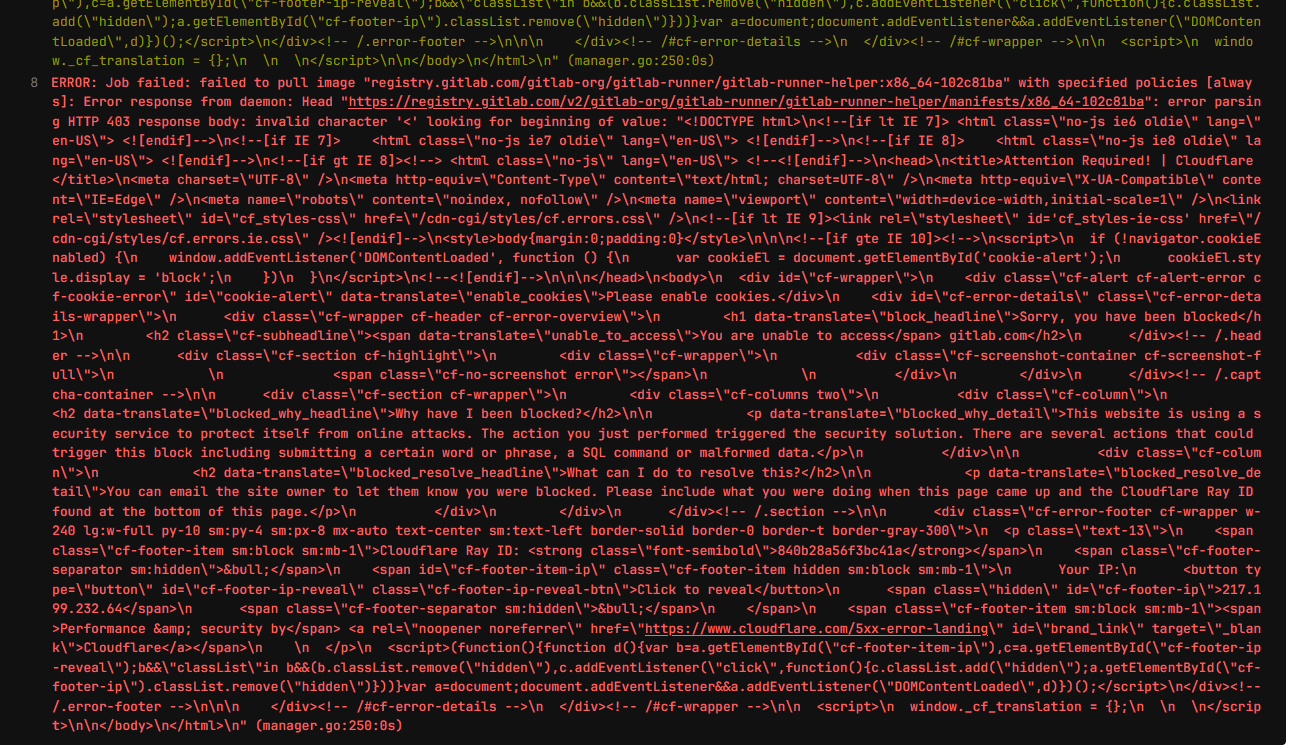 p\"),c=a.getElementById(\"cf-footer-ip-reveal\");b&&\"classList\"in b&&(b.classList.remove(\"hidden\"),c.addEventListener(\"click\",function(){c.classList.
add(\"hidden\");a.getElementById(\"cf-footer-ip\").classList.remove(\"hidden\")}))}var a=document;document.addEventListener&&a.addEventListener(\"DOMConten
tLoaded\",d)})();</script>\n</div><!-- /.error-footer -->\n\n\n    </div><!-- /#cf-error-details -->\n  </div><!-- /#cf-wrapper -->\n\n  <script>\n  windo
w._cf_translation = {};\n  \n  \n</script>\n\n</body>\n</html>\n" (manager.go:250:0s)
8 ERROR: Job failed: failed to pull image "registry.gitlab.com/gitlab-org/gitlab-runner/gitlab-runner-helper:x86_64-102c81ba" with specified policies [alway
s]: Error response from daemon: Head "https://registry.gitlab.com/v2/gitlab-org/gitlab-runner/gitlab-runner-helper/manifests/x86_64-102c81ba": error parsin
g HTTP 403 response body: invalid character '<' looking for beginning of value: "<!DOCTYPE html>\n<!--[if lt IE 7]> <html class=\"no-js ie6 oldie\" lang=\"
en-US\"> <![endif]-->\n<!--[if IE 7]>    <html class=\"no-js ie7 oldie\" lang=\"en-US\"> <![endif]-->\n<!--[if IE 8]>    <html class=\"no-js ie8 oldie\" la
ng=\"en-US\"> <![endif]-->\n<!--[if gt IE 8]><!--> <html class=\"no-js\" lang=\"en-US\"> <!--<![endif]-->\n<head>\n<title>Attention Required! | Cloudflare
</title>\n<meta charset=\"UTF-8\" />\n<meta http-equiv=\"Content-Type\" content=\"text/html; charset=UTF-8\" />\n<meta http-equiv=\"X-UA-Compatible\" conte
nt=\"IE=Edge\" />\n<meta name=\"robots\" content=\"noindex, nofollow\" />\n<meta name=\"viewport\" content=\"width=device-width,initial-scale=1\" />\n<link
rel=\"stylesheet\" id=\"cf_styles-css\" href=\"/cdn-cgi/styles/cf.errors.css\" />\n<!--[if lt IE 9]><link rel=\"stylesheet\" id='cf_styles-ie-css' href=\"/
cdn-cgi/styles/cf.errors.ie.css\" /><![endif]-->\n<style>body{margin:0;padding:0}</style>\n\n\n<!--[if gte IE 10]><!-->\n<script>\n  if (!navigator.cookieE
nabled) {\n    window.addEventListener('DOMContentLoaded', function () {\n      var cookieEl = document.getElementById('cookie-alert');\n      cookieEl.sty
le.display = 'block';\n    })\n  }\n</script>\n<!--<![endif]-->\n\n\n</head>\n<body>\n  <div id=\"cf-wrapper\">\n    <div class=\"cf-alert cf-alert-error c
f-cookie-error\" id=\"cookie-alert\" data-translate=\"enable_cookies\">Please enable cookies.</div>\n    <div id=\"cf-error-details\" class=\"cf-error-deta
ils-wrapper\">\n      <div class=\"cf-wrapper cf-header cf-error-overview\">\n        <h1 data-translate=\"block_headline\">Sorry, you have been blocked</h
1>\n        <h2 class=\"cf-subheadline\"><span data-translate=\"unable_to_access\">You are unable to access</span> gitlab.com</h2>\n      </div><!-- /.head
er -->\n\n      <div class=\"cf-section cf-highlight\">\n        <div class=\"cf-wrapper\">\n          <div class=\"cf-screenshot-container cf-screenshot-f
ull\">\n            \n              <span class=\"cf-no-screenshot error\"></span>\n            \n          </div>\n        </div>\n      </div><!-- /.capt
cha-container -->\n\n      <div class=\"cf-section cf-wrapper\">\n        <div class=\"cf-columns two\">\n          <div class=\"cf-column\">\n
<h2 data-translate=\"blocked_why_headline\">Why have I been blocked?</h2>\n\n            <p data-translate=\"blocked_why_detail\">This website is using a s
ecurity service to protect itself from online attacks. The action you just performed triggered the security solution. There are several actions that could
trigger this block including submitting a certain word or phrase, a SQL command or malformed data.</p>\n          </div>\n\n          <div class=\"cf-colum
n\">\n            <h2 data-translate=\"blocked_resolve_headline\">What can I do to resolve this?</h2>\n\n            <p data-translate=\"blocked_resolve_de
tail\">You can email the site owner to let them know you were blocked. Please include what you were doing when this page came up and the Cloudflare Ray ID
found at the bottom of this page.</p>\n          </div>\n        </div>\n      </div><!-- /.section -->\n\n      <div class=\"cf-error-footer cf-wrapper w-
240 lg:w-full py-10 sm:py-4 sm:px-8 mx-auto text-center sm:text-left border-solid border-0 border-t border-gray-300\">\n  <p class=\"text-13\">\n    <span
class=\"cf-footer-item sm:block sm:mb-1\">Cloudflare Ray ID: <strong class=\"font-semibold\">840b28a56f3bc41a</strong></span>\n    <span class=\"cf-footer-
separator sm:hidden\">&bull;</span>\n    <span id=\"cf-footer-item-ip\" class=\"cf-footer-item hidden sm:block sm:mb-1\">\n      Your IP:\n      <button ty
pe=\"button\" id=\"cf-footer-ip-reveal\" class=\"cf-footer-ip-reveal-btn\">Click to reveal</button>\n      <span class=\"hidden\" id=\"cf-footer-ip\">217.1
99.232.64</span>\n      <span class=\"cf-footer-separator sm:hidden\">&bull;</span>\n    </span>\n    <span class=\"cf-footer-item sm:block sm:mb-1\"><span
>Performance &amp; security by</span> <a rel=\"noopener noreferrer\" href=\"https://www.cloudflare.com/5xx-error-landing\" id=\"brand_link\" target=\"_blan
k\">Cloudflare</a></span>\n    \n  </p>\n  <script>(function(){function d(){var b=a.getElementById(\"cf-footer-item-ip\"),c=a.getElementById(\"cf-footer-ip
-reveal\");b&&\"classList\"in b&&(b.classList.remove(\"hidden\"),c.addEventListener(\"click\",function(){c.classList.add(\"hidden\");a.getElementById(\"cf-
footer-ip\").classList.remove(\"hidden\")}))}var a=document;document.addEventListener&&a.addEventListener(\"DOMContentLoaded\",d)})();</script>\n</div><!--
/.error-footer -->\n\n\n    </div><!-- /#cf-error-details -->\n  </div><!-- /#cf-wrapper -->\n\n  <script>\n  window._cf_translation = {};\n  \n  \n</scrip
t>\n\n</body>\n</html>\n" (manager.go:250:0s)